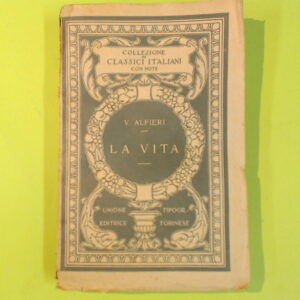 COLLEZIONE
DI
CLASSICI ITALIANI
CON NOTE
V. ALFIERI
LA VITA
UNIONE TIPOGR.
EDITRICE TORINESE